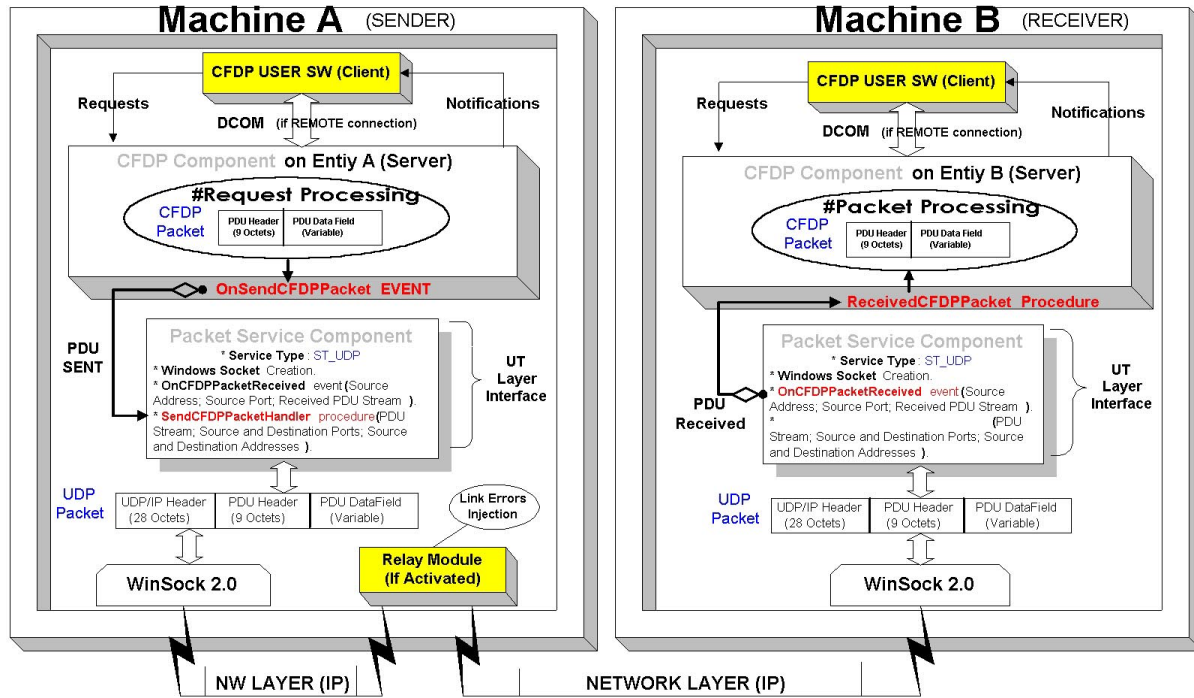 Machine A (SENDER)
CFDP USER SW (Client)
Requests
Notifications
DCOM (if REMOTE connection)
CFDP Component on Entiy A (Server)
#Request Processing
CFDP
Packet
PDU Header
(9 Octets)
PDU Data Field
(Variable)
OnSendCFDPPacket EVENT
PDU
SENT
Packet Service Component
* Service Type : ST_UDP
* Windows Socket Creation.
* OnCFDPPacketReceived event(Source
Address; Source Port; Received PDU Stream ).
* SendCFDPPacketHandler procedure(PDU
Stream; Source and Destination Ports; Source
and Destination Addresses ).
UT
Layer
Interface
UDP
Packet
UDP/IP Header
(28 Octets)
PDU Header
(9 Octets)
PDU DataField
(Variable)
Link Errors
Injection
Relay Module
(If Activated)
WinSock 2.0
NW LAYER (IP)
NETWORK LAYER (IP)
Machine B (RECEIVER)
CFDP USER SW (Client)
Requests
Notifications
DCOM (if REMOTE connection)
CFDP Component on Entiy B (Server)
#Packet Processing
CFDP
Packet
PDU Header
(9 Octets)
PDU Data Field
(Variable)
ReceivedCFDPPacket Procedure
PDU
Received
Packet Service Component
* Service Type : ST_UDP
* Windows Socket Creation.
* OnCFDPPacketReceived event(Source
Address; Source Port; Received PDU Stream ).
* (PDU
Stream; Source and Destination Ports; Source
and Destination Addresses ).
UT
Layer
Interface
UDP
Packet
UDP/IP Header
(28 Octets)
PDU Header
(9 Octets)
PDU DataField
(Variable)
WinSock 2.0